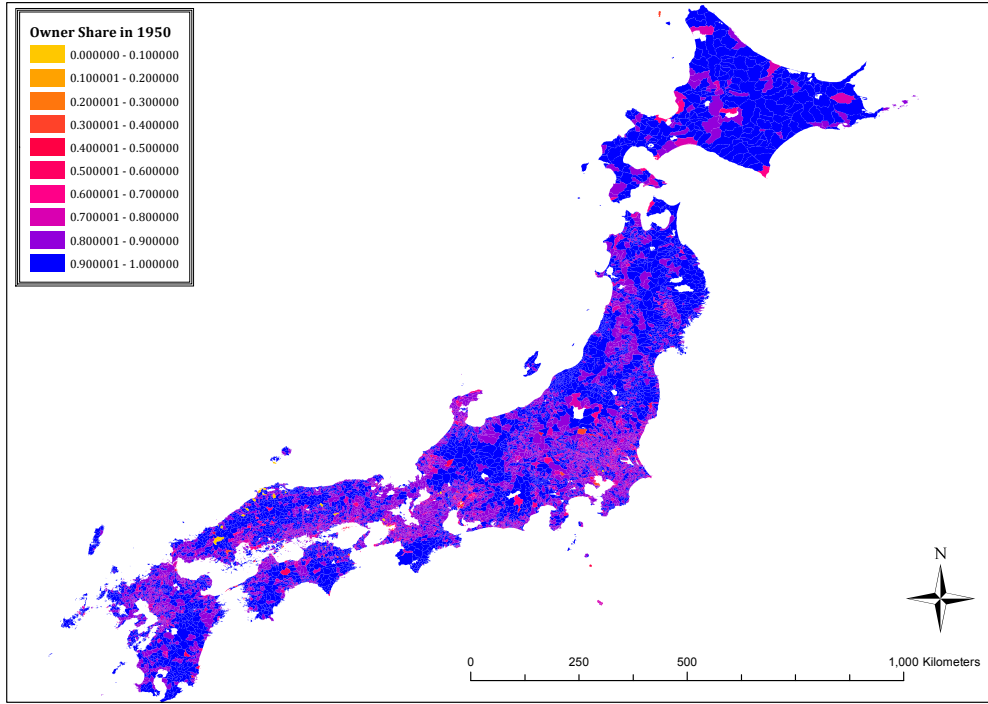 Owner Share in 1950
0.000000 - 0.100000
0.100001 - 0.200000
0.200001 - 0.300000
0.300001 - 0.400000
0.400001 - 0.500000
0.500001 - 0.600000
0.600001 - 0.700000
0.700001 - 0.800000
0.800001 - 0.900000
0.900001 - 1.000000
N
0 250 500 1,000 Kilometers